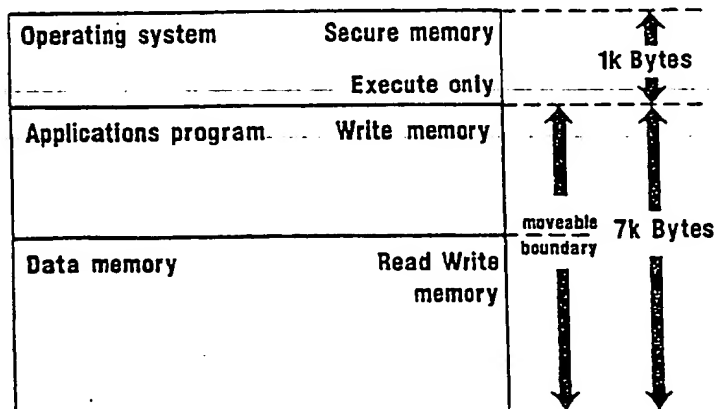 Operating system Secure memory
1k Bytes
Execute only
Applications program Write memory
moveable
boundary
7k Bytes
Data memory Read Write
memory